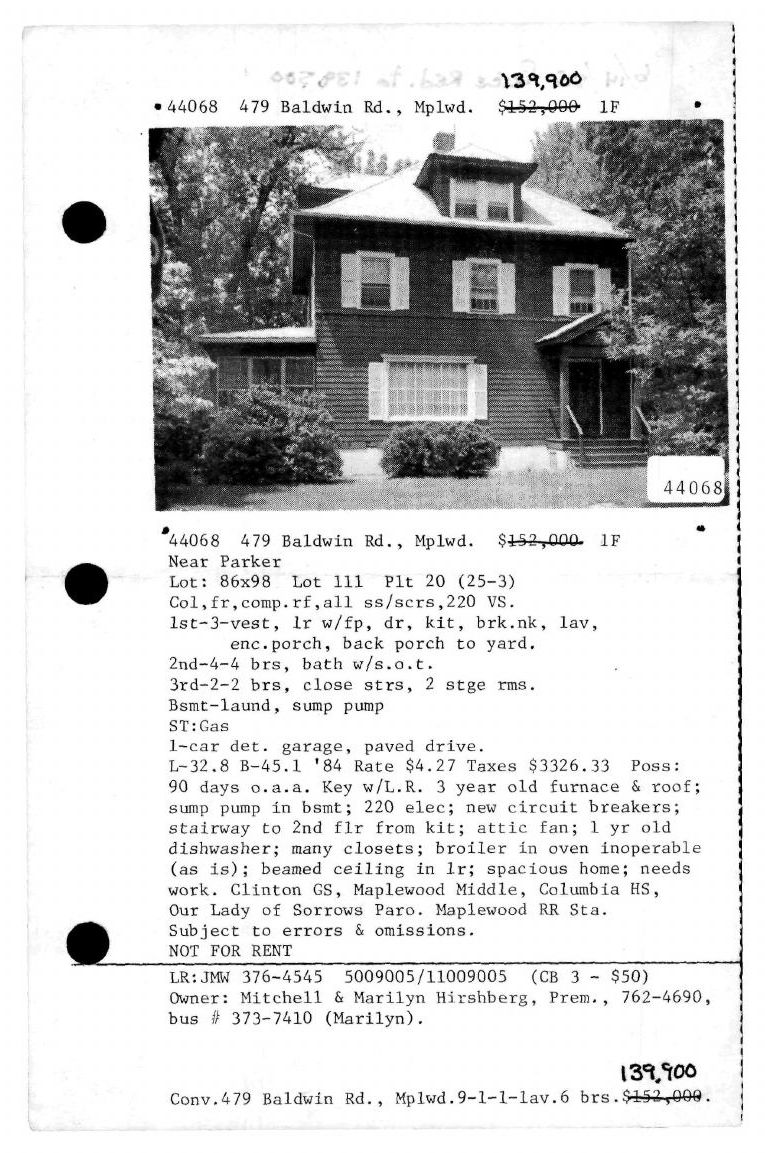 139,900
44068 479 Baldwin Rd., Mplwd. $152,000 1F
44068
44068 479 Baldwin Rd., Mplwd. $152,000 1F
Near Parker
Lot: 86x98 Lot 111 Plt 20 (25-3)
Col,fr,comp.rf,all ss/scrs,220 VS.
1st-3-vest, lr w/fp, dr, kit, brk.nk, lav,
enc.porch, back porch to yard.
2nd-4-4 brs, bath w/s.o.t.
3rd-2-2 brs, close strs, 2 stge rms.
Bsmt-laund, sump pump
ST:Gas
1-car det. garage, paved drive.
L-32.8 B-45.1 '84 Rate $4.27 Taxes $3326.33 Poss:
90 days o.a.a. Key w/L.R. 3 year old furnace & roof;
sump pump in bsmt; 220 elec; new circuit breakers;
stairway to 2nd flr from kit; attic fan; 1 yr old
dishwasher; many closets; broiler in oven inoperable
(as is); beamed ceiling in lr; spacious home; needs
work. Clinton GS, Maplewood Middle, Columbia HS,
Our Lady of Sorrows Paro. Maplewood RR Sta.
Subject to errors & omissions.
NOT FOR RENT
LR:JMW 376-4545 5009005/11009005 (CB 3 - $50)
Owner: Mitchell & Marilyn Hirshberg, Prem., 762-4690,
bus # 373-7410 (Marilyn).
139,900
Conv.479 Baldwin Rd., Mplwd.9-1-1-lav.6 brs.$152,000.